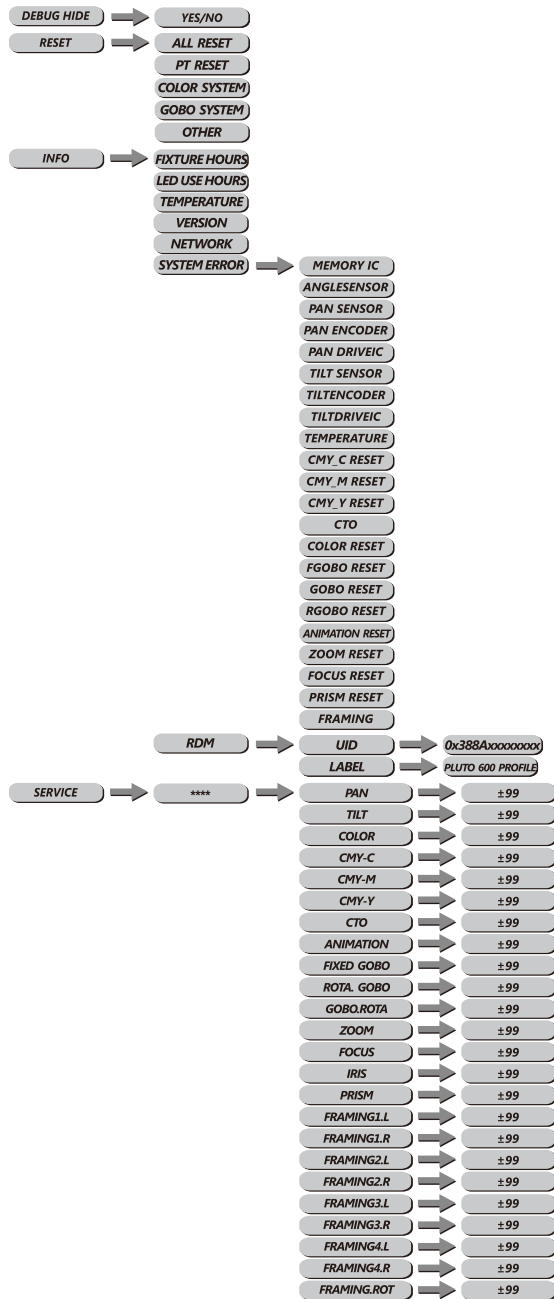 DEBUG HIDE YES/NO
RESET ALL RESET
PT RESET
COLOR SYSTEM
GOBO SYSTEM
OTHER
INFO FIXTURE HOURS
LED USE HOURS
TEMPERATURE
VERSION
NETWORK
SYSTEM ERROR MEMORY IC
ANGLESENSOR
PAN SENSOR
PAN ENCODER
PAN DRIVEIC
TILT SENSOR
TILTENCODER
TILTDRIVEIC
TEMPERATURE
CMY_C RESET
CMY_M RESET
CMY_Y RESET
CTO
COLOR RESET
FGOBO RESET
GOBO RESET
RGOBO RESET
ANIMATION RESET
ZOOM RESET
FOCUS RESET
PRISM RESET
FRAMING
RDM UID 0x388Axxxxxxxx
LABEL PLUTO 600 PROFILE
SERVICE **** PAN ±99
TILT ±99
COLOR ±99
CMY-C ±99
CMY-M ±99
CMY-Y ±99
CTO ±99
ANIMATION ±99
FIXED GOBO ±99
ROTA. GOBO ±99
GOBO.ROTA ±99
ZOOM ±99
FOCUS ±99
IRIS ±99
PRISM ±99
FRAMING1.L ±99
FRAMING1.R ±99
FRAMING2.L ±99
FRAMING2.R ±99
FRAMING3.L ±99
FRAMING3.R ±99
FRAMING4.L ±99
FRAMING4.R ±99
FRAMING.ROT ±99